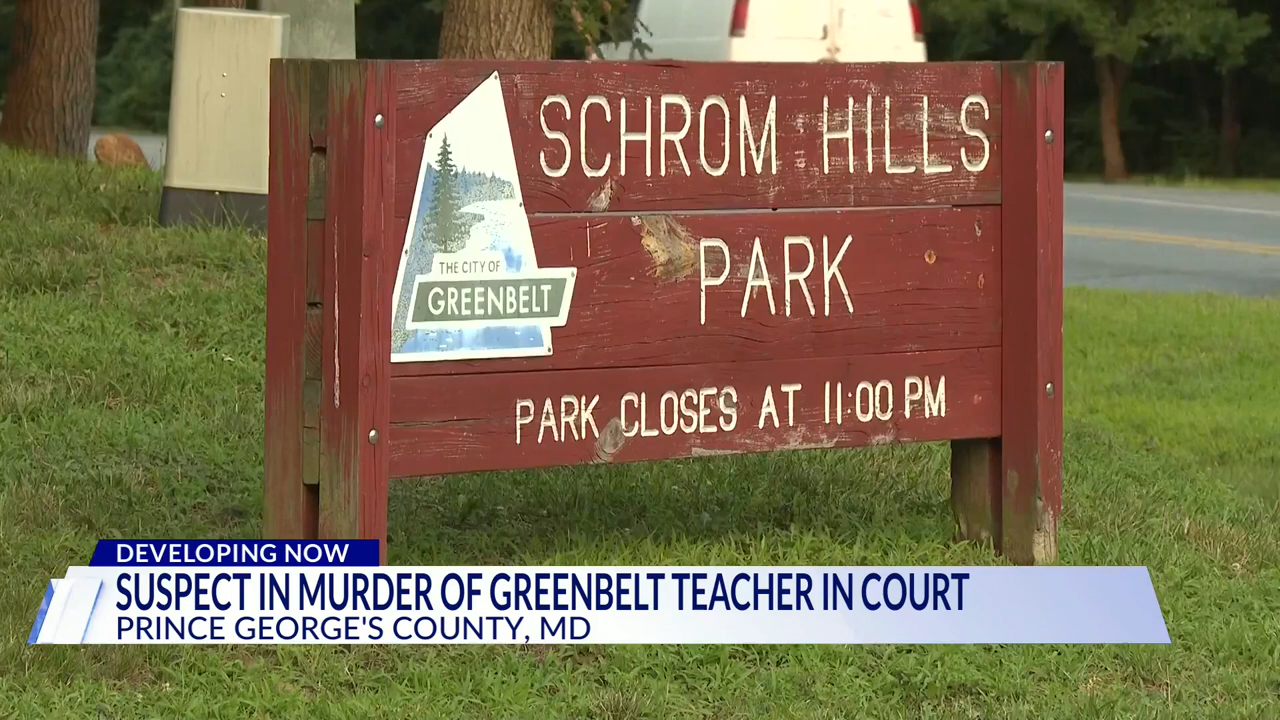 SCHROM HILLS
PARK
THE CITY OF
GREENBELT
PARK CLOSES AT 11:00 PM
DEVELOPING NOW
SUSPECT IN MURDER OF GREENBELT TEACHER IN COURT
PRINCE GEORGE'S COUNTY, MD